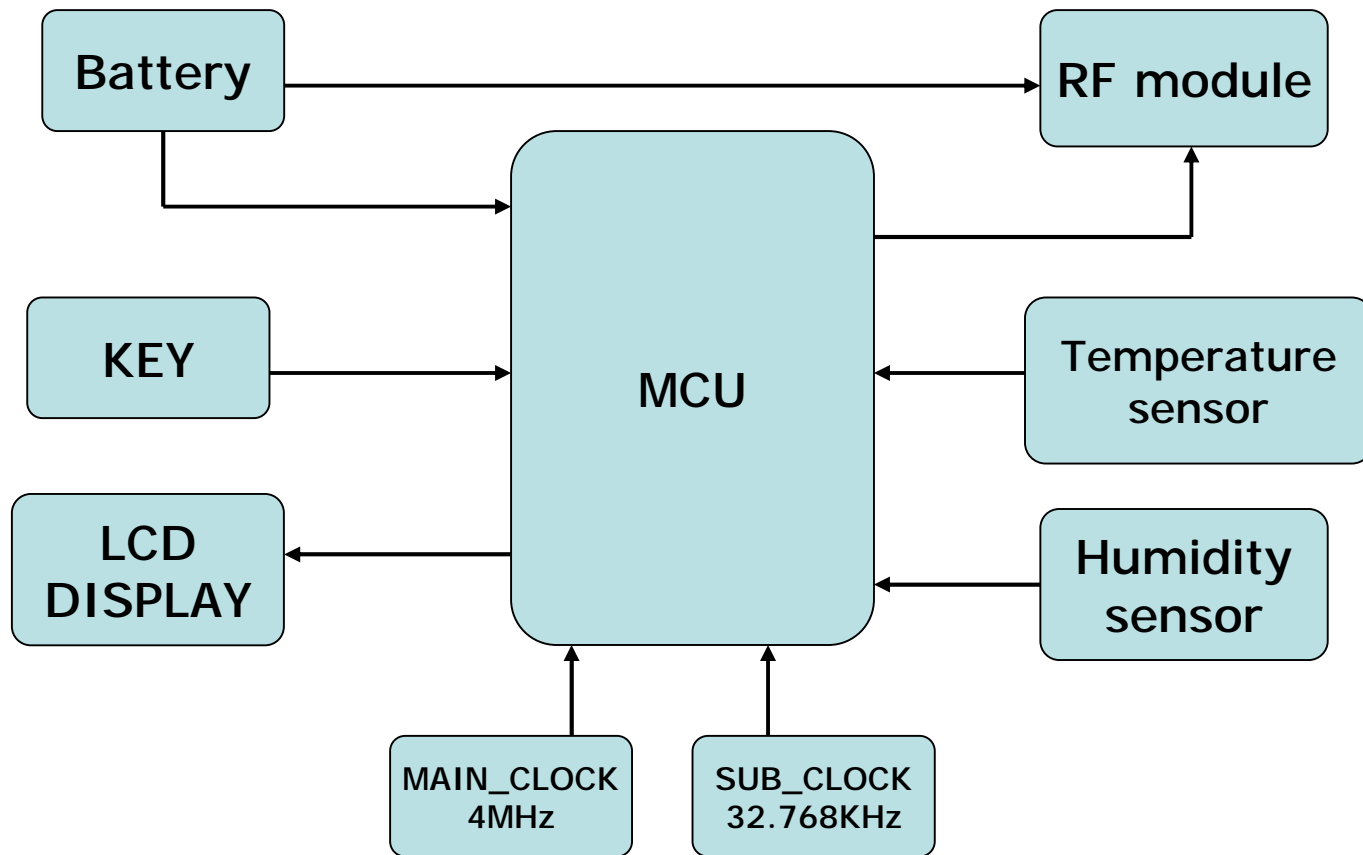 Battery
RF module
MCU
KEY
Temperature
sensor
LCD
DISPLAY
Humidity
sensor
MAIN_CLOCK
4MHz
SUB_CLOCK
32.768KHz